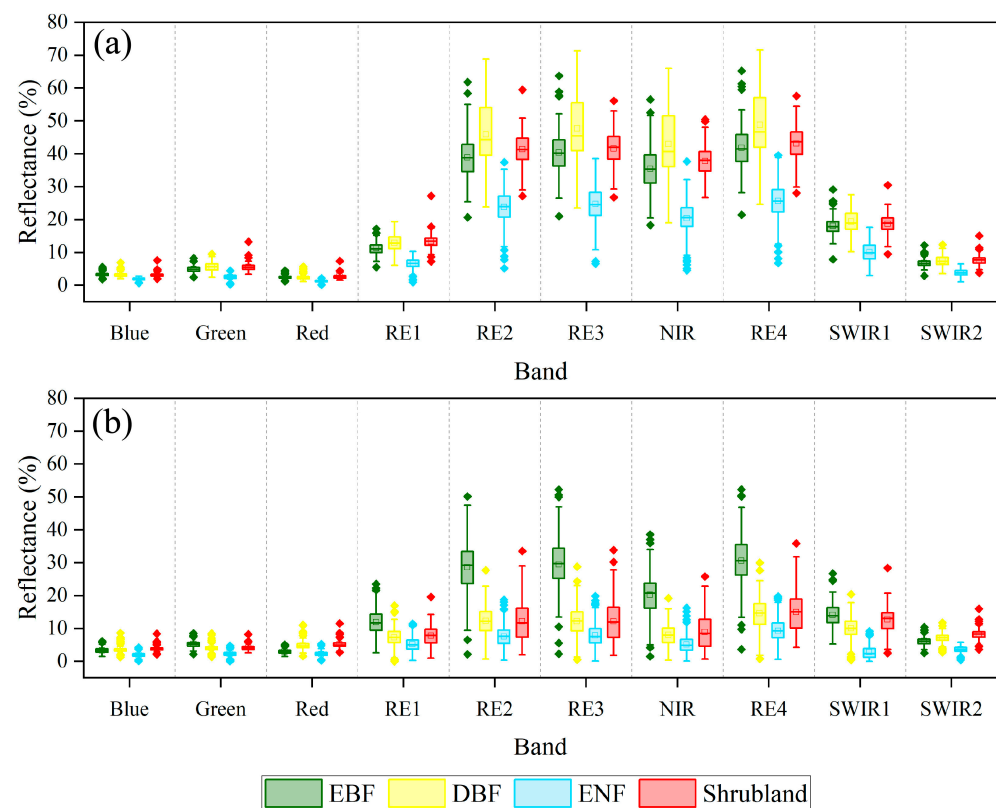 (a)
Reflectance (%)
80
70
60
50
40
30
20
10
0
Blue Green Red RE1 RE2 RE3 NIR RE4 SWIR1 SWIR2
Band
(b)
Reflectance (%)
80
70
60
50
40
30
20
10
0
Blue Green Red RE1 RE2 RE3 NIR RE4 SWIR1 SWIR2
Band
EBF DBF ENF Shrubland